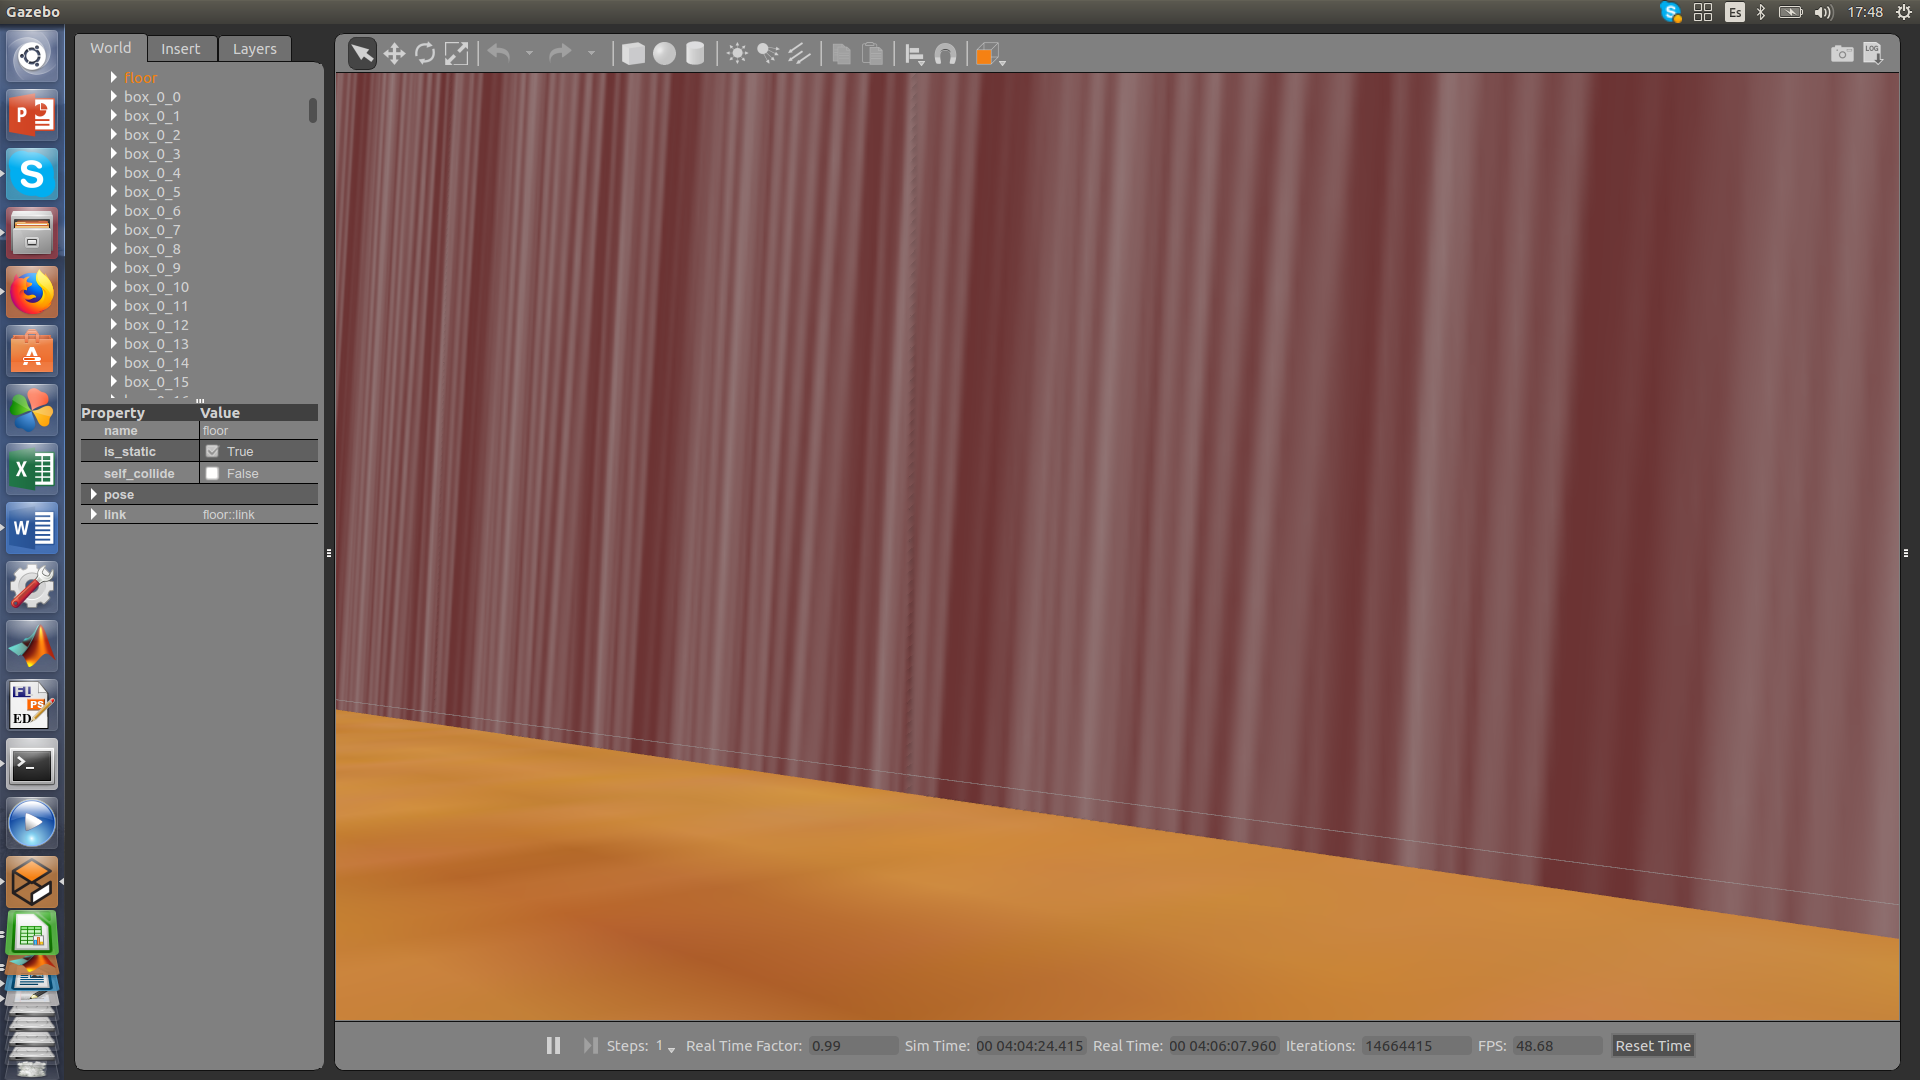 Gazebo
Es
17:48
World
Insert
Layers
LOG
floor
box_0_0
box_0_1
box_0_2
box_0_3
box_0_4
box_0_5
box_0_6
box_0_7
box_0_8
box_0_9
box_0_10
box_0_11
box_0_12
box_0_13
box_0_14
box_0_15
Property Value
name floor
is_static True
self_collide False
pose
link floor::link
Steps: 1 Real Time Factor: 0.99 Sim Time: 00 04:04:24.415 Real Time: 00 04:06:07.960 Iterations: 14664415 FPS: 48.68 Reset Time